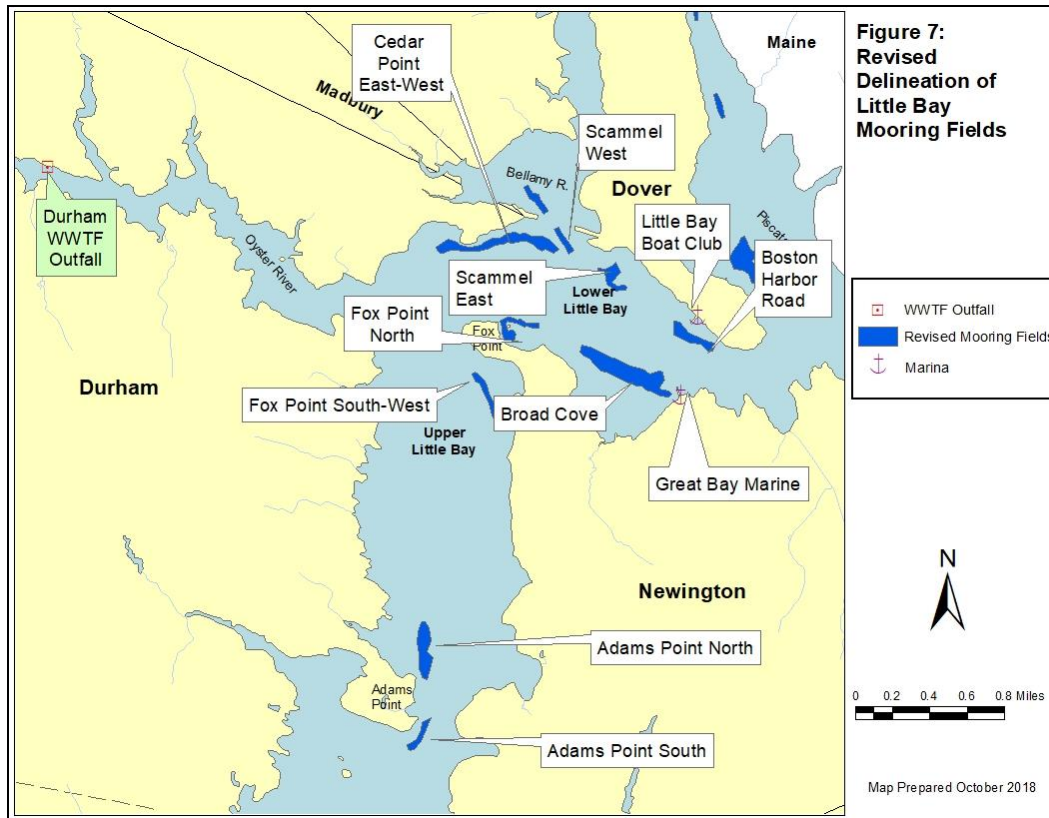 Figure 7:
Revised
Delineation of
Little Bay
Mooring Fields
Maine
Cedar
Point
East-West
Madbury
Scammel
West
Bellamy R.
Dover
Durham
WWTF
Outfall
Oyster River
Little Bay
Boat Club
Boston
Harbor
Road
Scammel
East
Lower
Little Bay
Fox Point
North
Fox
Point
WWTF Outfall
Revised Mooring Fields
Marina
Durham
Fox Point South-West
Broad Cove
Upper
Little Bay
Great Bay Marine
Newington
N
Adams Point North
Adams
Point
0 0.2 0.4 0.6 0.8 Miles
Adams Point South
Map Prepared October 2018